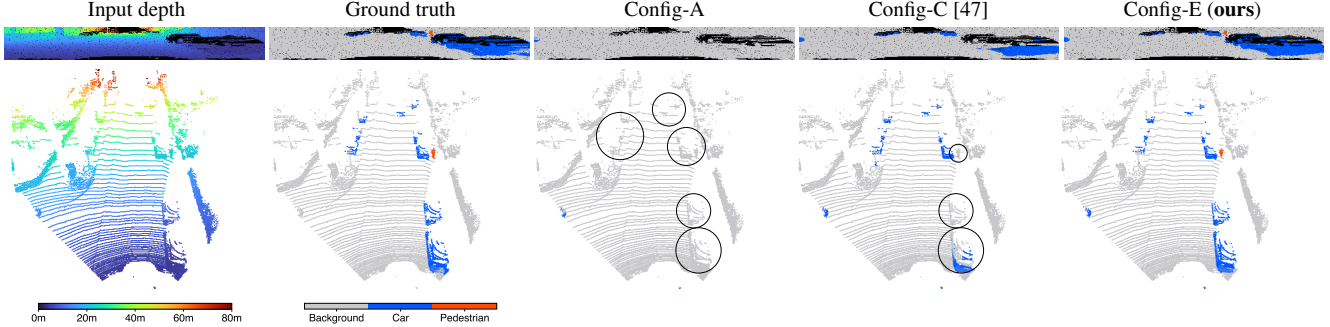 Input depth
Ground truth
Config-A
Config-C [47]
Config-E (ours)
0m 20m 40m 60m 80m
Background Car Pedestrian